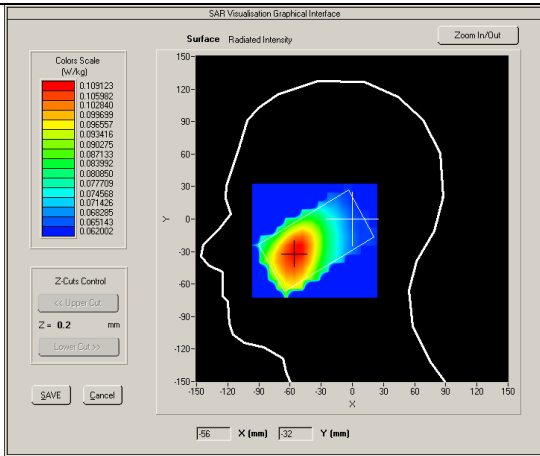 SAR Visualisation Graphical Interface
Surface Radiated Intensity
Zoom In/Out
Colors Scale
(W/kg)
0.109123
0.105982
0.102840
0.099699
0.096557
0.093416
0.090275
0.087133
0.083992
0.080850
0.077709
0.074568
0.071426
0.068285
0.065143
0.062002
Z-Cuts Control
<< Upper Cut
Z = 0.2 mm
Lower Cut >>
SAVE Cancel
150
120
90
60
30
0
-30
-60
-90
-120
-150
Y
-150 -120 -90 -60 -30 0 30 60 90 120 150
X
-56 X (mm) -32 Y (mm)